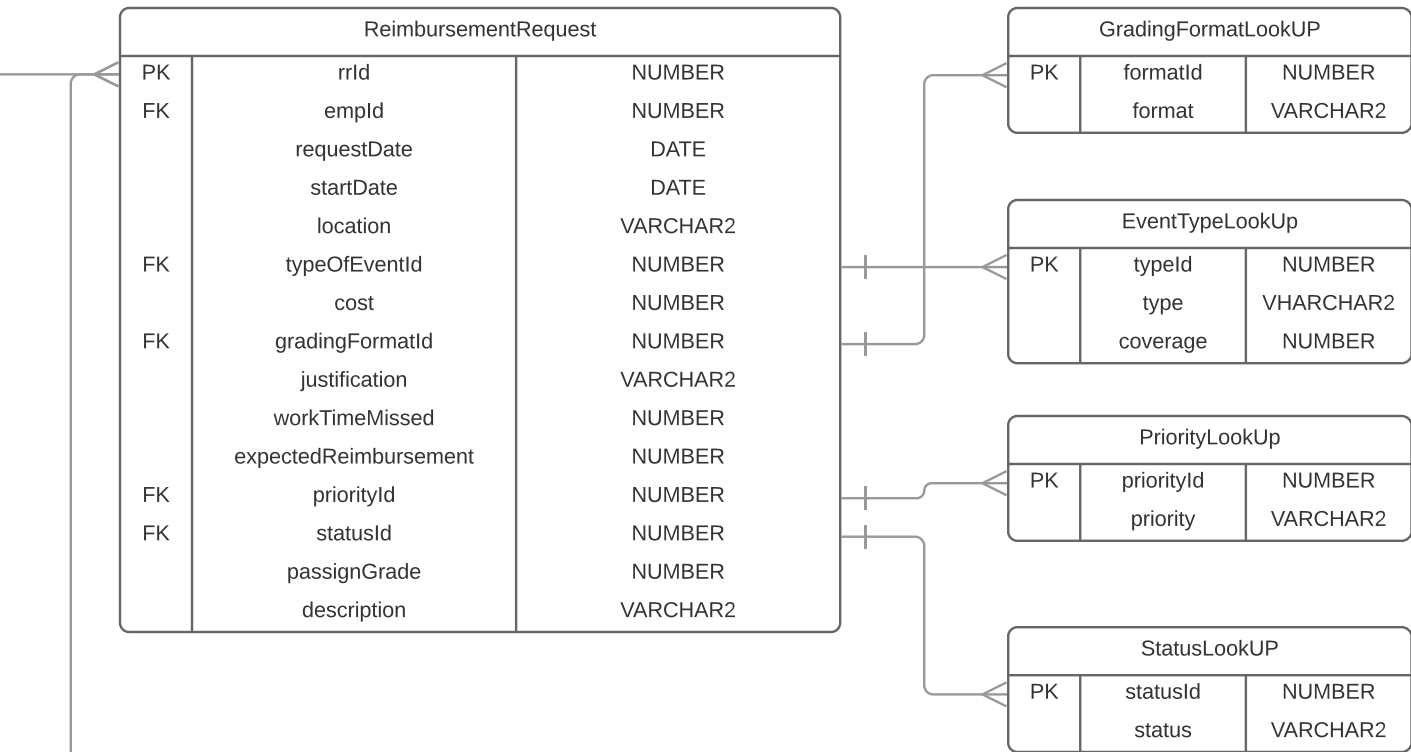 ReimbursementRequest
PK rrId NUMBER
FK empId NUMBER
requestDate DATE
startDate DATE
location VARCHAR2
FK typeOfEventId NUMBER
cost NUMBER
FK gradingFormatId NUMBER
justification VARCHAR2
workTimeMissed NUMBER
expectedReimbursement NUMBER
FK priorityId NUMBER
FK statusId NUMBER
passignGrade NUMBER
description VARCHAR2
GradingFormatLookUP
PK formatId NUMBER
format VARCHAR2
EventTypeLookUp
PK typeId NUMBER
type VHARCHAR2
coverage NUMBER
PriorityLookUp
PK priorityId NUMBER
priority VARCHAR2
StatusLookUP
PK statusId NUMBER
status VARCHAR2